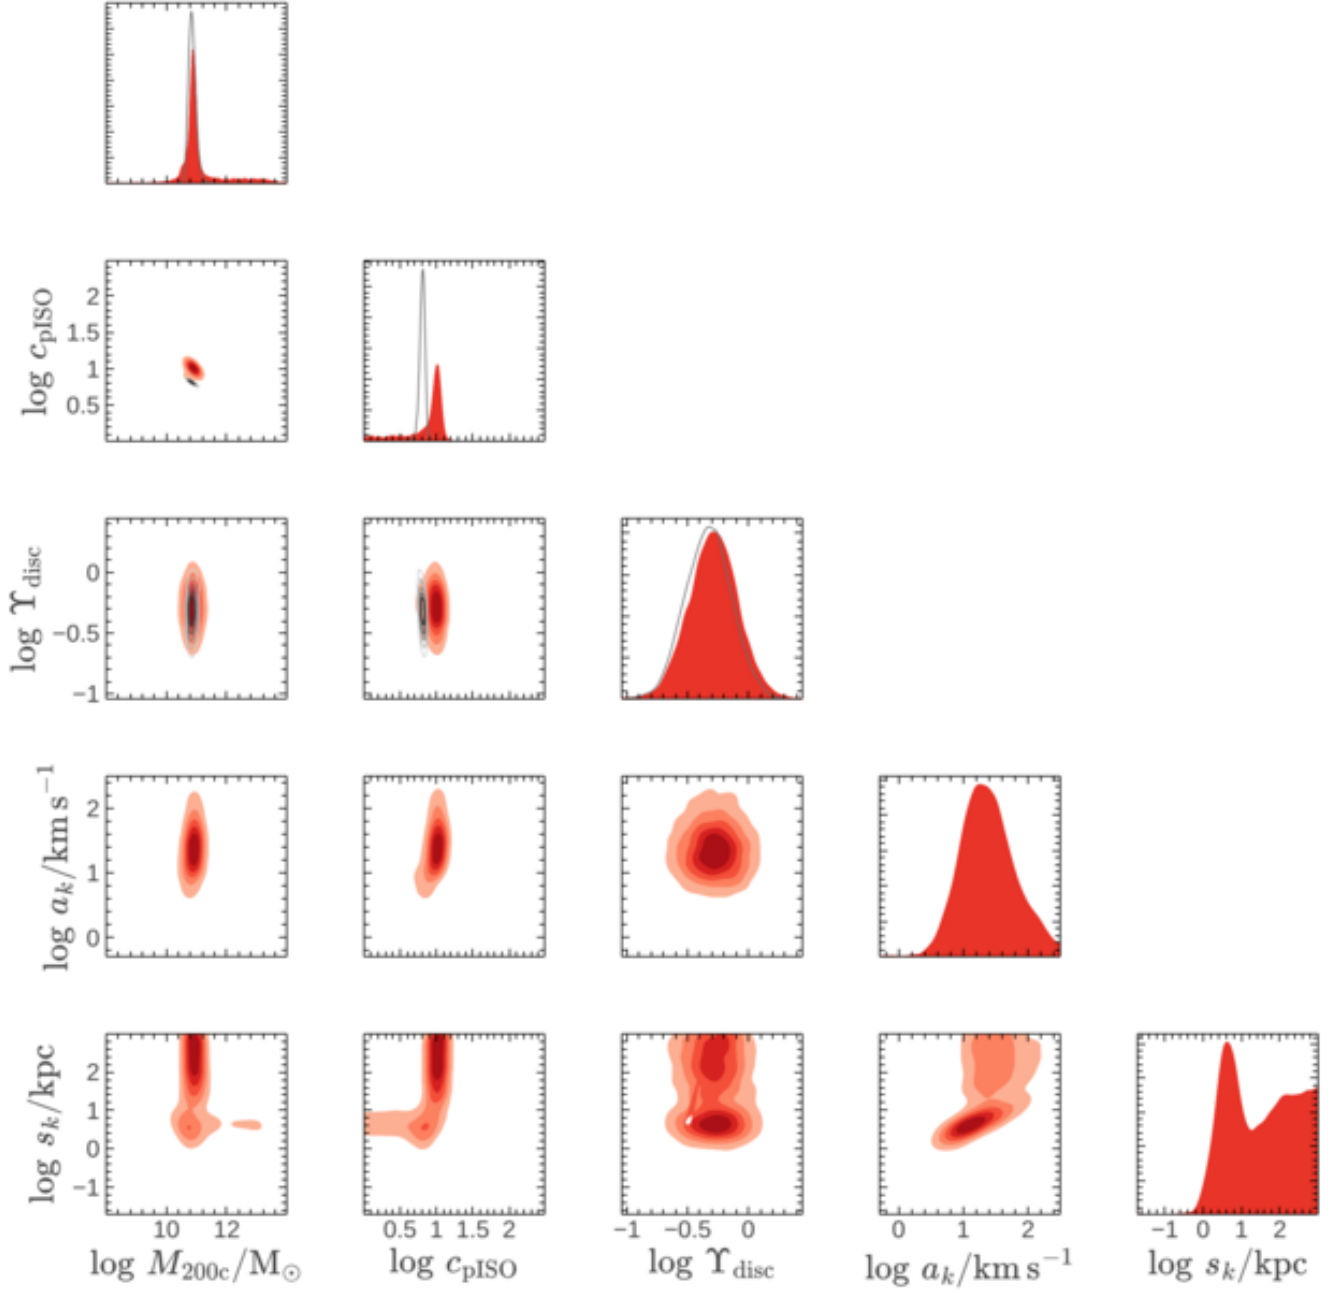 log c_pISO
2
1.5
1
0.5
log ϒ_disc
0
−0.5
−1
log a_k/km s⁻¹
2
1
0
log s_k/kpc
2
1
0
−1
10 12
0.5 1 1.5 2
−1 −0.5 0
0 1 2
−1 0 1 2
log M_200c/M_⊙
log c_pISO
log ϒ_disc
log a_k/km s⁻¹
log s_k/kpc